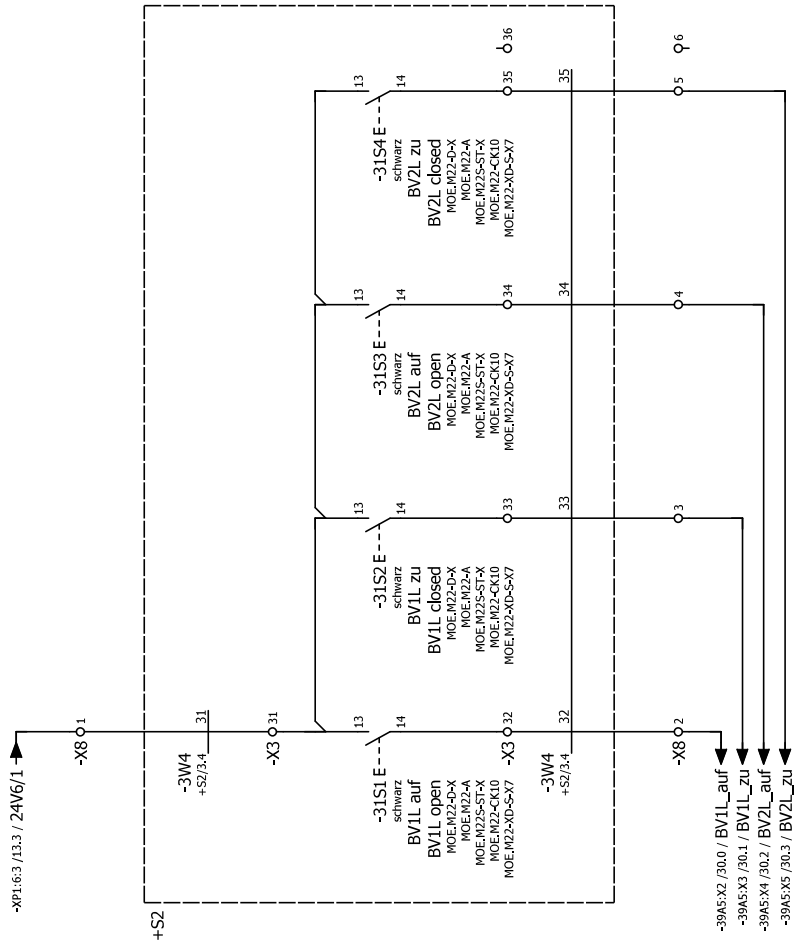 -XP1:6:3 /13.3 / 24V6/1
-X8
1
+S2
-3W4
+S2/3.4
31
-X3
31
13
14
-31S1 E
schwarz
BV1L auf
BV1L open
MOE.M22-D-X
MOE.M22-A
MOE.M22S-ST-X
MOE.M22-CK10
MOE.M22-XD-S-X7
13
14
-31S2 E
schwarz
BV1L zu
BV1L closed
MOE.M22-D-X
MOE.M22-A
MOE.M22S-ST-X
MOE.M22-CK10
MOE.M22-XD-S-X7
13
14
-31S3 E
schwarz
BV2L auf
BV2L open
MOE.M22-D-X
MOE.M22-A
MOE.M22S-ST-X
MOE.M22-CK10
MOE.M22-XD-S-X7
13
14
-31S4 E
schwarz
BV2L zu
BV2L closed
MOE.M22-D-X
MOE.M22-A
MOE.M22S-ST-X
MOE.M22-CK10
MOE.M22-XD-S-X7
-X3
32
33
34
35
36
-3W4
+S2/3.4
32
33
34
35
-X8
2
3
4
5
6
-39A5:X2 /30.0 / BV1L_auf
-39A5:X3 /30.1 / BV1L_zu
-39A5:X4 /30.2 / BV2L_auf
-39A5:X5 /30.3 / BV2L_zu